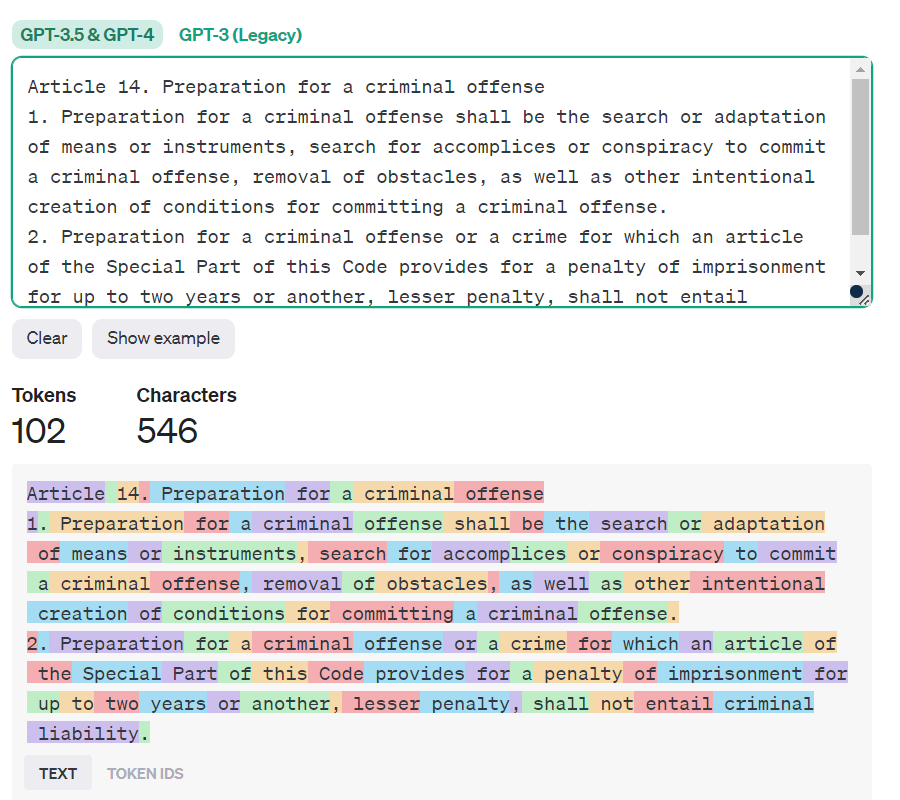 GPT-3.5 & GPT-4 GPT-3 (Legacy)
Article 14. Preparation for a criminal offense
1. Preparation for a criminal offense shall be the search or adaptation
of means or instruments, search for accomplices or conspiracy to commit
a criminal offense, removal of obstacles, as well as other intentional
creation of conditions for committing a criminal offense.
2. Preparation for a criminal offense or a crime for which an article
of the Special Part of this Code provides for a penalty of imprisonment
for up to two years or another, lesser penalty, shall not entail
Clear Show example
Tokens Characters
102 546
Article 14. Preparation for a criminal offense
1. Preparation for a criminal offense shall be the search or adaptation
of means or instruments, search for accomplices or conspiracy to commit
a criminal offense, removal of obstacles, as well as other intentional
creation of conditions for committing a criminal offense.
2. Preparation for a criminal offense or a crime for which an article of
the Special Part of this Code provides for a penalty of imprisonment for
up to two years or another, lesser penalty, shall not entail criminal
liability.
TEXT TOKEN IDS